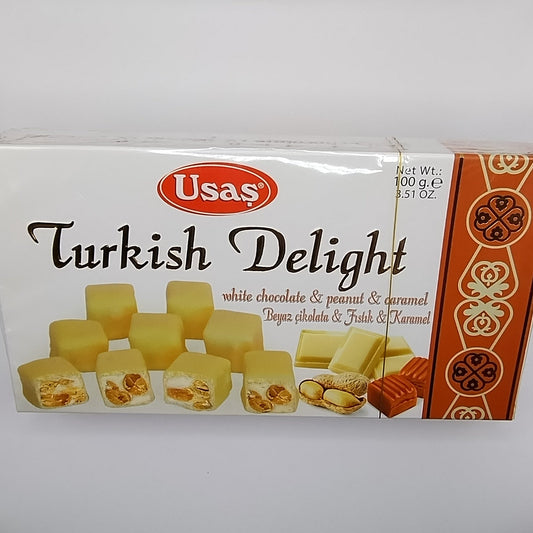 Usaş®
Net Wt.:
100 g.e
3.51 OZ.
Turkish Delight
white chocolate & peanut & caramel
Beyaz çikolata & Fıstık & Karamel